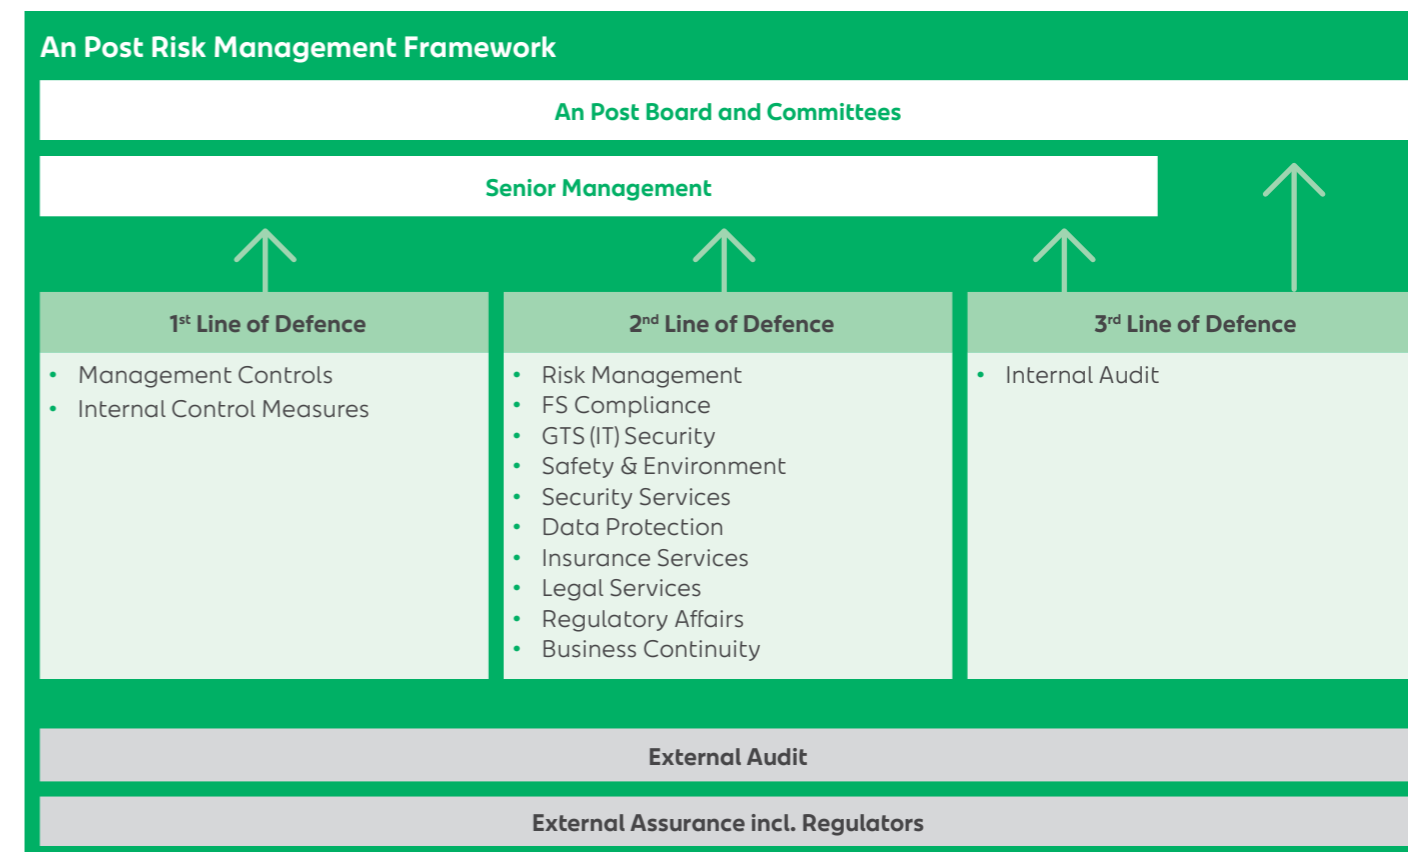 An Post Risk Management Framework
An Post Board and Committees
Senior Management
1st Line of Defence
• Management Controls
• Internal Control Measures
2nd Line of Defence
• Risk Management
• FS Compliance
• GTS (IT) Security
• Safety & Environment
• Security Services
• Data Protection
• Insurance Services
• Legal Services
• Regulatory Affairs
• Business Continuity
3rd Line of Defence
• Internal Audit
External Audit
External Assurance incl. Regulators